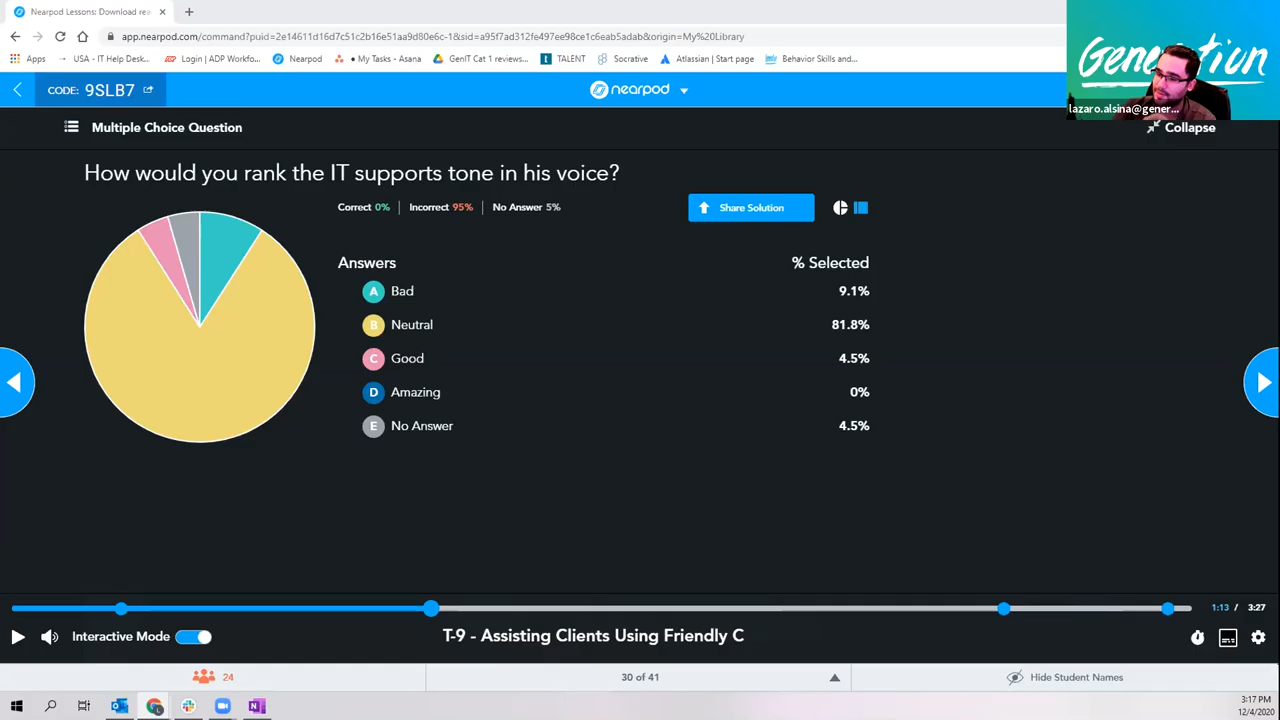 Nearpod Lessons: Download rea
app.nearpod.com/command?puid=2e14611d16d7c51c2b16e51aa9d80e6c-1&sid=a95f7ad312fe497ee98ce1c6eab5adab&origin=My%20Library
Apps
USA - IT Help Desk...
Login | ADP Workfo...
Nearpod
• My Tasks - Asana
GenIT Cat 1 reviews...
TALENT
Socrative
Atlassian | Start page
Behavior Skills and...
Generation
lazaro.alsina@gener...
CODE: 9SLB7
nearpod
Multiple Choice Question
Collapse
How would you rank the IT supports tone in his voice?
Correct 0% | Incorrect 95% | No Answer 5%
Share Solution
Answers % Selected
A Bad 9.1%
B Neutral 81.8%
C Good 4.5%
D Amazing 0%
E No Answer 4.5%
1:13 / 3:27
Interactive Mode
T-9 - Assisting Clients Using Friendly C
24
30 of 41
Hide Student Names
3:17 PM
12/4/2020